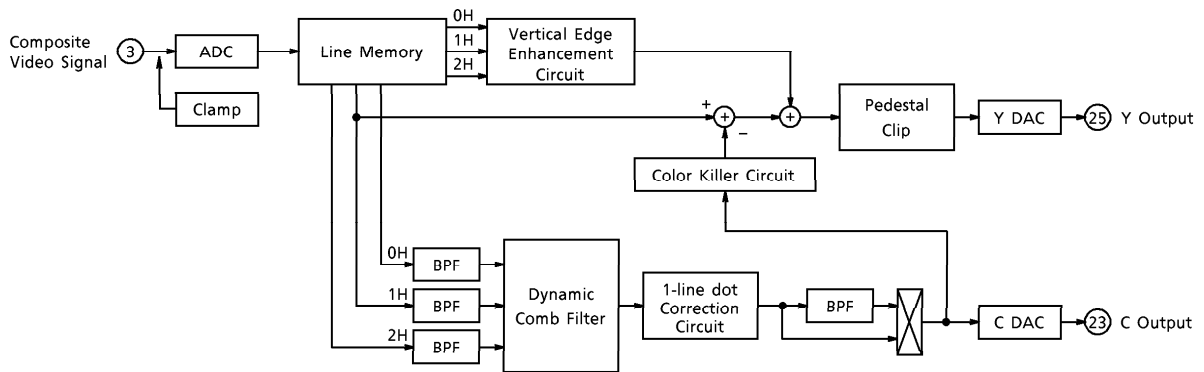 Composite
Video Signal
3
ADC
Clamp
Line Memory
0H
1H
2H
Vertical Edge
Enhancement
Circuit
+
+
−
+
Pedestal
Clip
Y DAC
25
Y Output
Color Killer Circuit
0H
BPF
1H
BPF
2H
BPF
Dynamic
Comb Filter
1-line dot
Correction
Circuit
BPF
C DAC
23
C Output